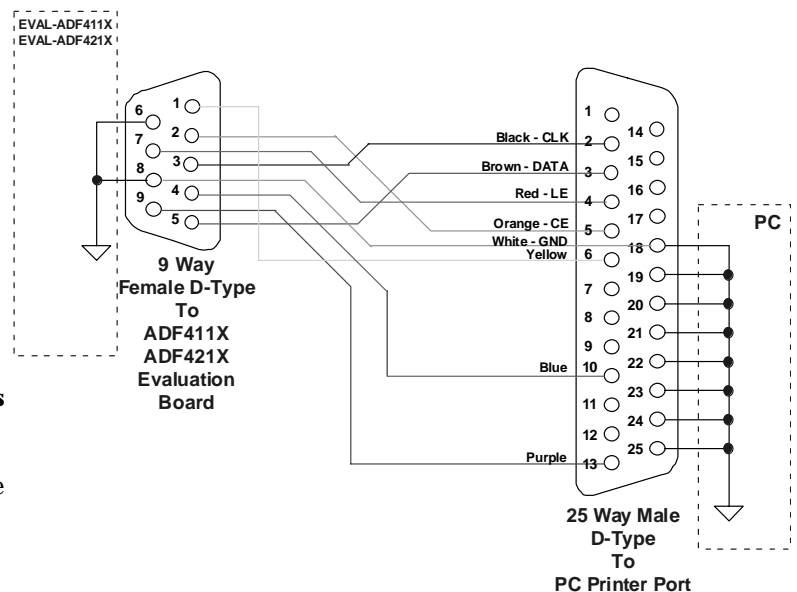 EVAL-ADF411X
EVAL-ADF421X
1
6
2
7
3
8
4
9
5
9 Way
Female D-Type
To
ADF411X
ADF421X
Evaluation
Board
Black - CLK
Brown - DATA
Red - LE
Orange - CE
White - GND
Yellow
Blue
Purple
1
14
2
15
3
16
4
17
5
18
6
19
7
20
8
21
9
22
10
23
11
24
12
25
13
PC
25 Way Male
D-Type
To
PC Printer Port
s
e